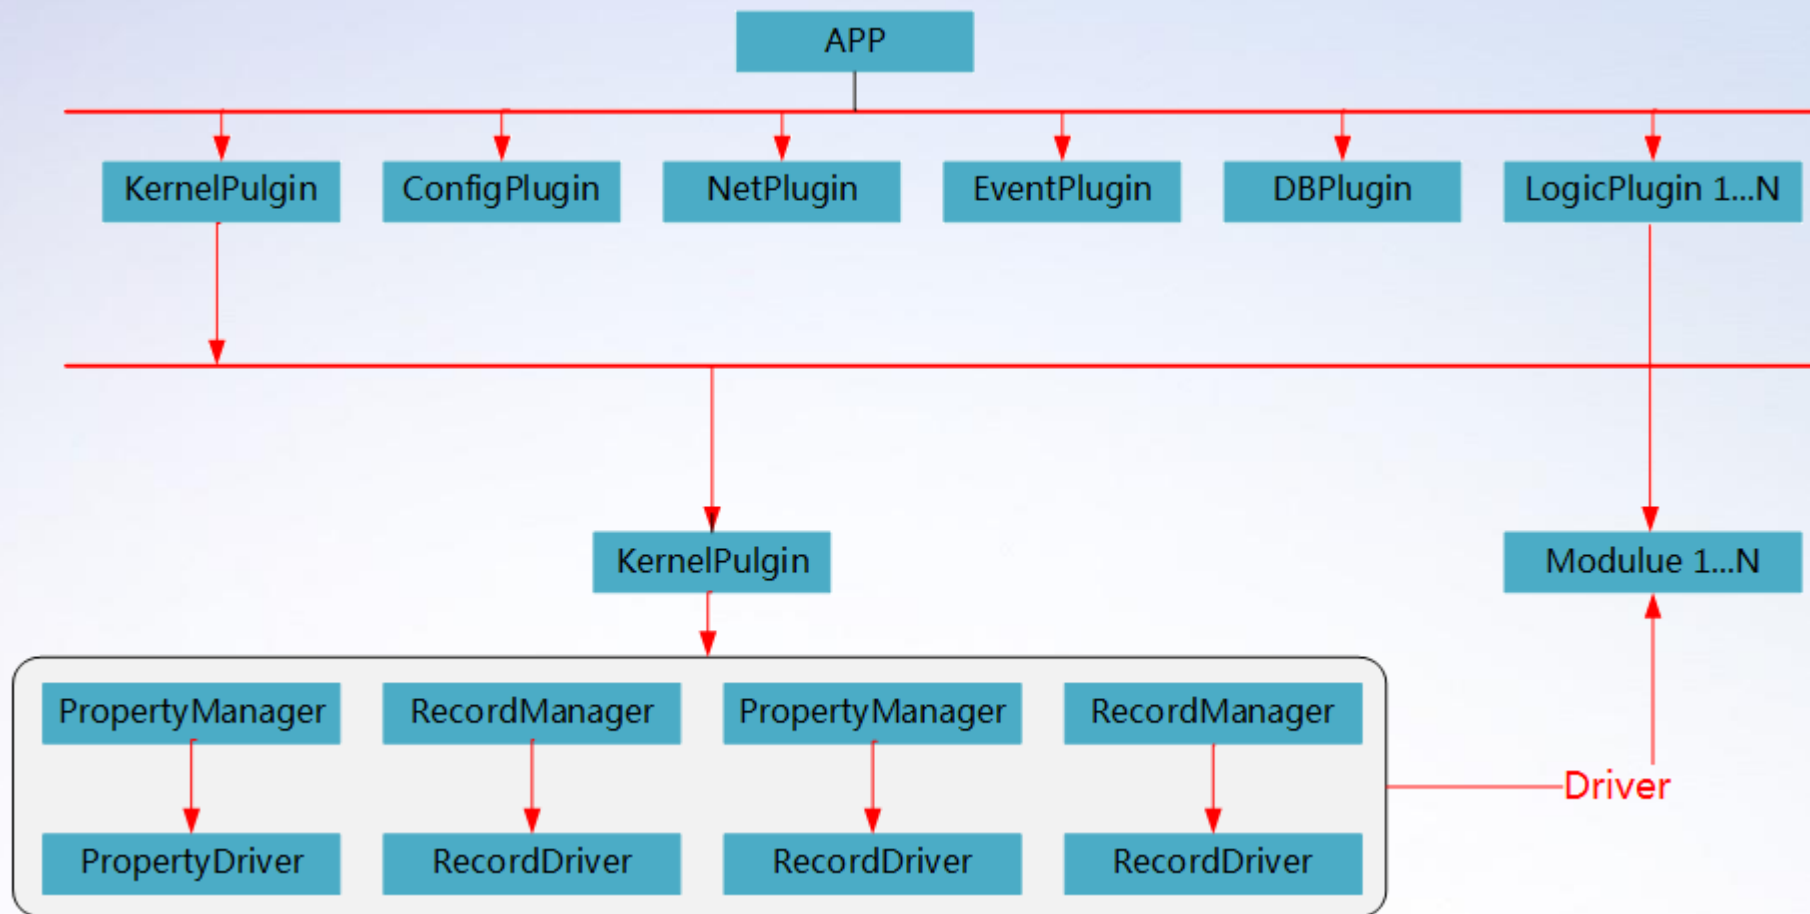 APP
KernelPulgin
ConfigPlugin
NetPlugin
EventPlugin
DBPlugin
LogicPlugin 1...N
KernelPulgin
Modulue 1...N
PropertyManager
RecordManager
PropertyManager
RecordManager
Driver
PropertyDriver
RecordDriver
RecordDriver
RecordDriver